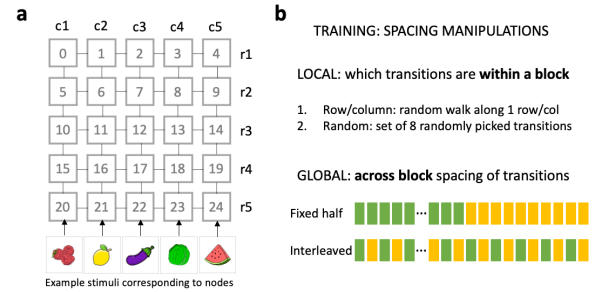 a
c1 c2 c3 c4 c5
0 1 2 3 4 r1
5 6 7 8 9 r2
10 11 12 13 14 r3
15 16 17 18 19 r4
20 21 22 23 24 r5
Example stimuli corresponding to nodes
b
TRAINING: SPACING MANIPULATIONS
LOCAL: which transitions are within a block
1. Row/column: random walk along 1 row/col
2. Random: set of 8 randomly picked transitions
GLOBAL: across block spacing of transitions
Fixed half ...
Interleaved ...